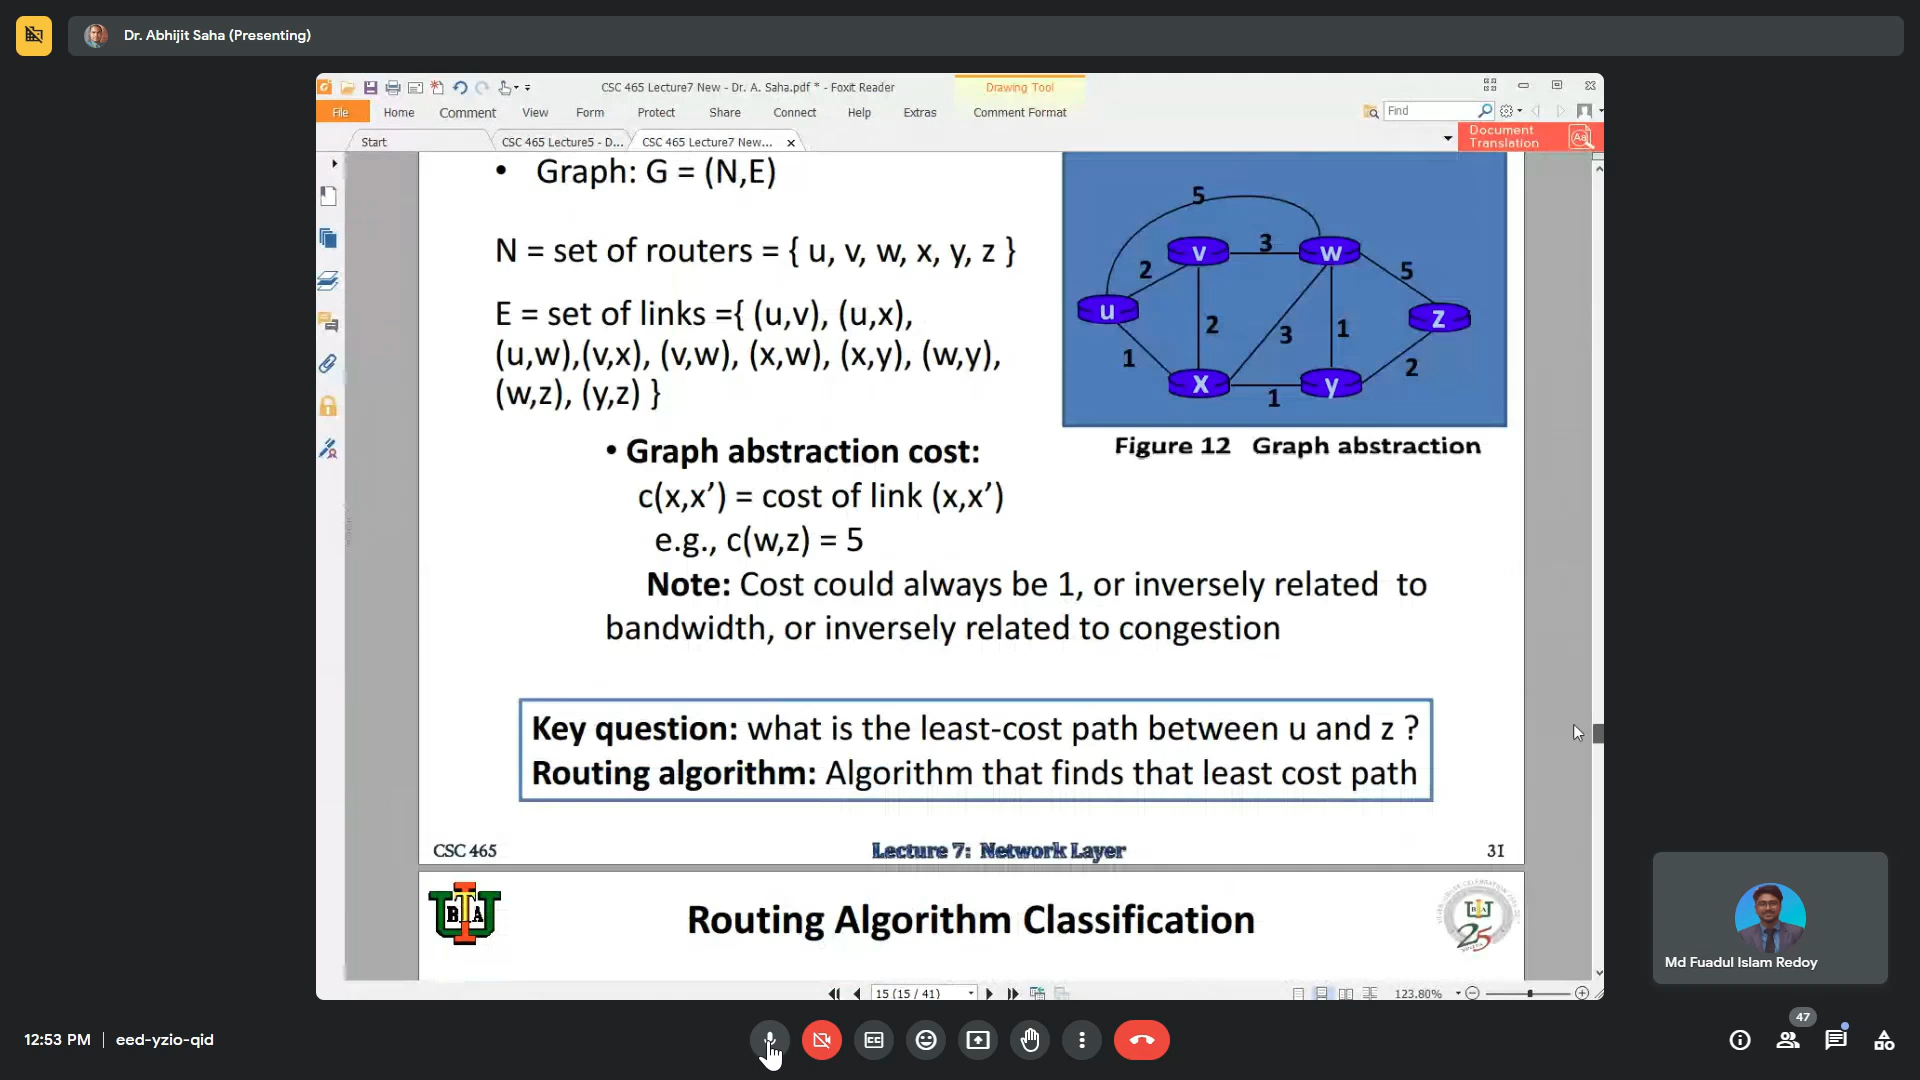 Dr. Abhijit Saha (Presenting)
CSC 465 Lecture7 New - Dr. A. Saha.pdf * - Foxit Reader
Drawing Tool
File Home Comment View Form Protect Share Connect Help Extras Comment Format
Find
Start
CSC 465 Lecture5 - D...
CSC 465 Lecture7 New...
Document
Translation
• Graph: G = (N,E)
N = set of routers = { u, v, w, x, y, z }
E = set of links ={ (u,v), (u,x),
(u,w),(v,x), (v,w), (x,w), (x,y), (w,y),
(w,z), (y,z) }
5
v 3 w
2 5
u z
2 3 1
1 2
x 1 y
Figure 12 Graph abstraction
• Graph abstraction cost:
c(x,x’) = cost of link (x,x’)
e.g., c(w,z) = 5
Note: Cost could always be 1, or inversely related to
bandwidth, or inversely related to congestion
Key question: what is the least-cost path between u and z ?
Routing algorithm: Algorithm that finds that least cost path
CSC 465
Lecture 7: Network Layer
31
Routing Algorithm Classification
15 (15 / 41)
123.80%
Md Fuadul Islam Redoy
12:53 PM | eed-yzio-qid
47